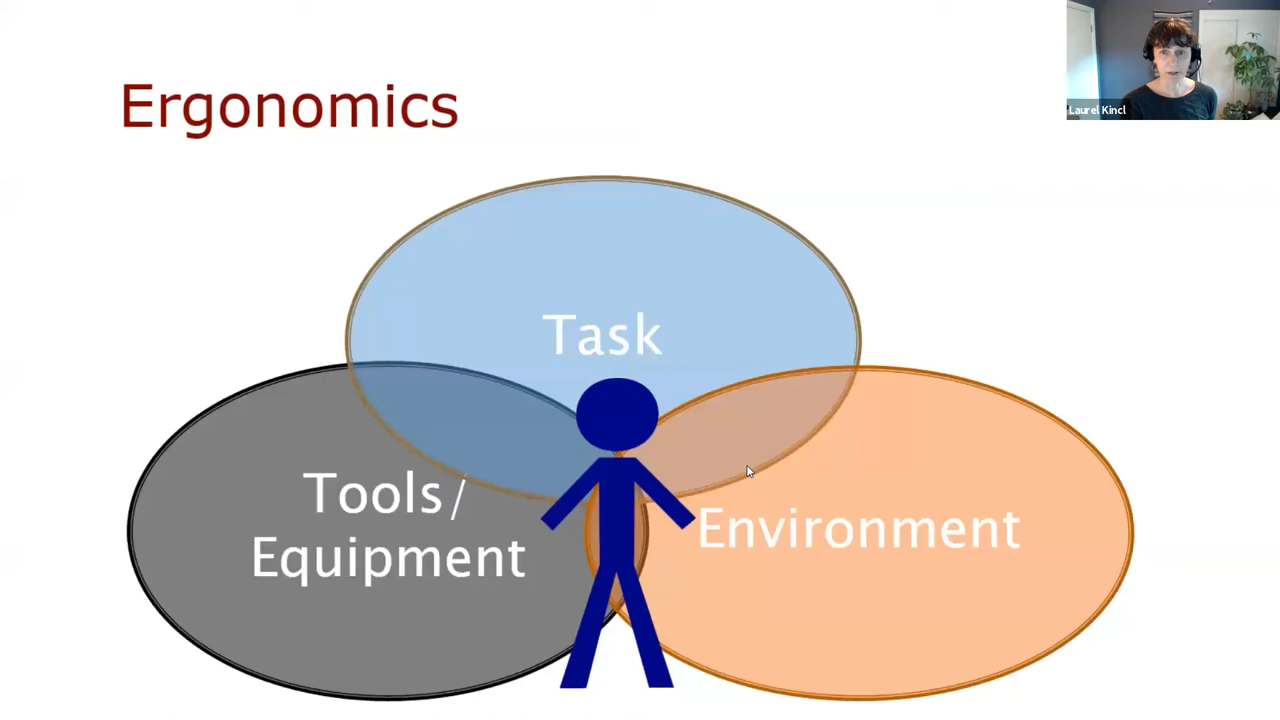 Ergonomics
Laurel Kincl
Task
Tools/
Equipment
Environment